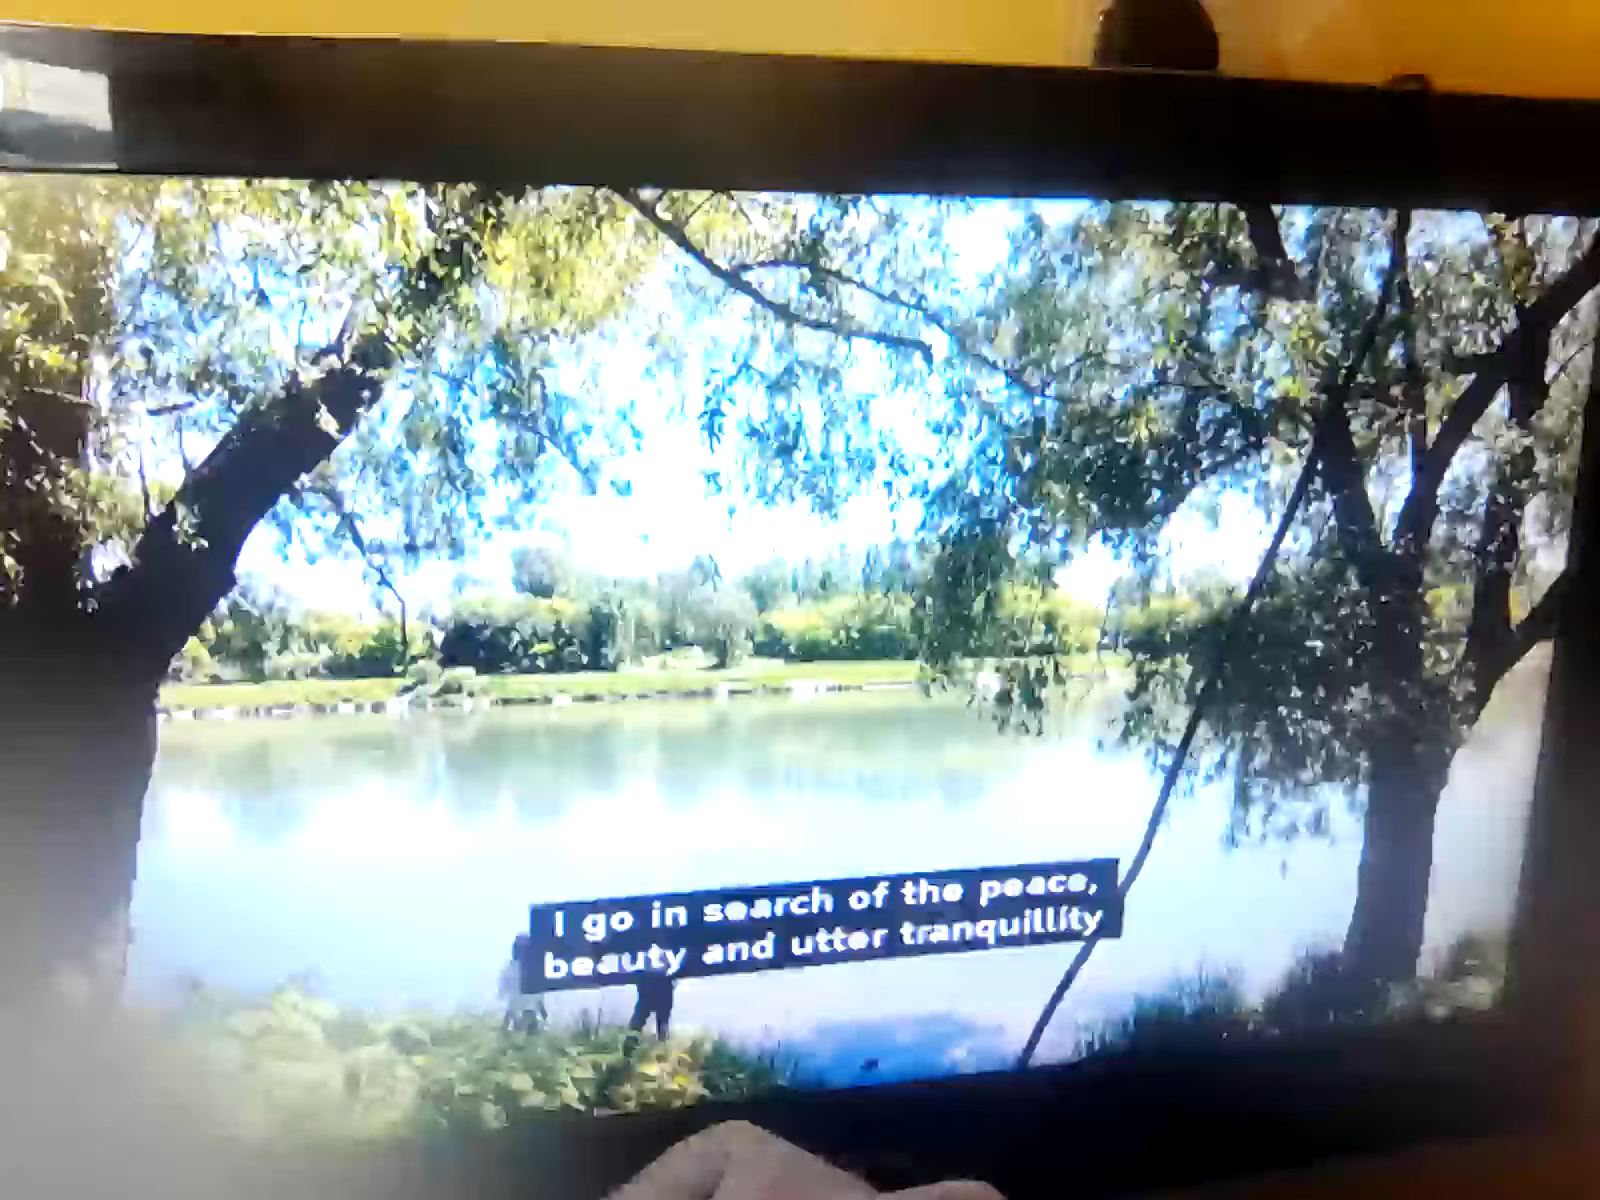 I go in search of the peace,
beauty and utter tranquillity